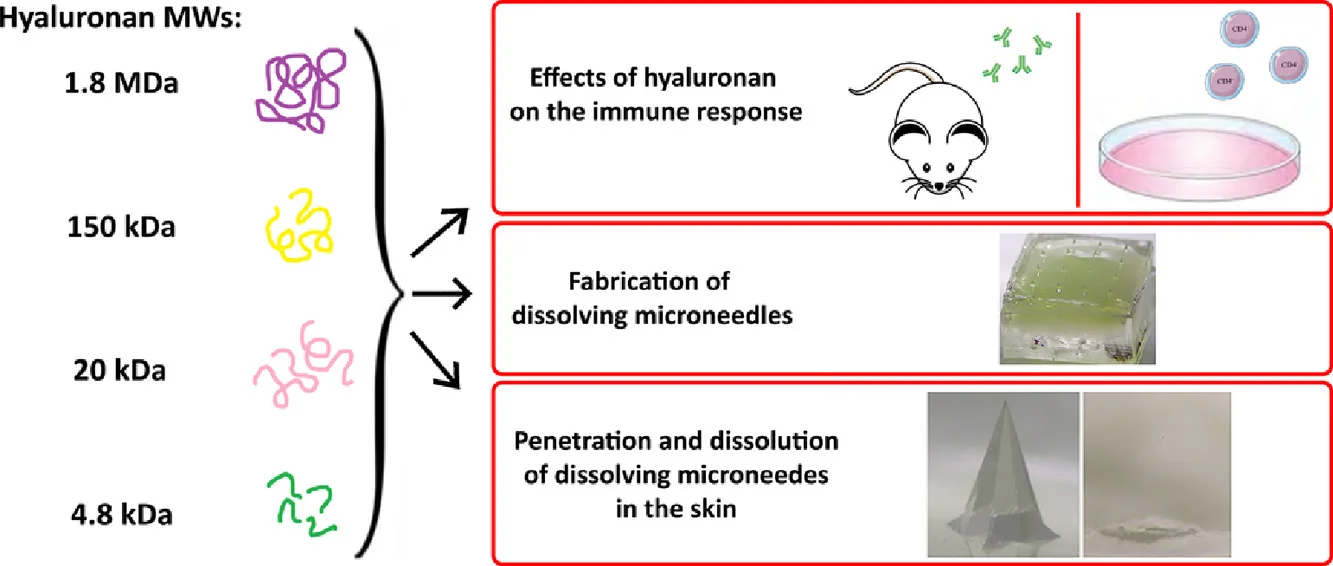 Hyaluronan MWs:
1.8 MDa
150 kDa
20 kDa
4.8 kDa
Effects of hyaluronan
on the immune response
CD4
CD4
CD4
Fabrication of
dissolving microneedles
Penetration and dissolution
of dissolving microneedes
in the skin